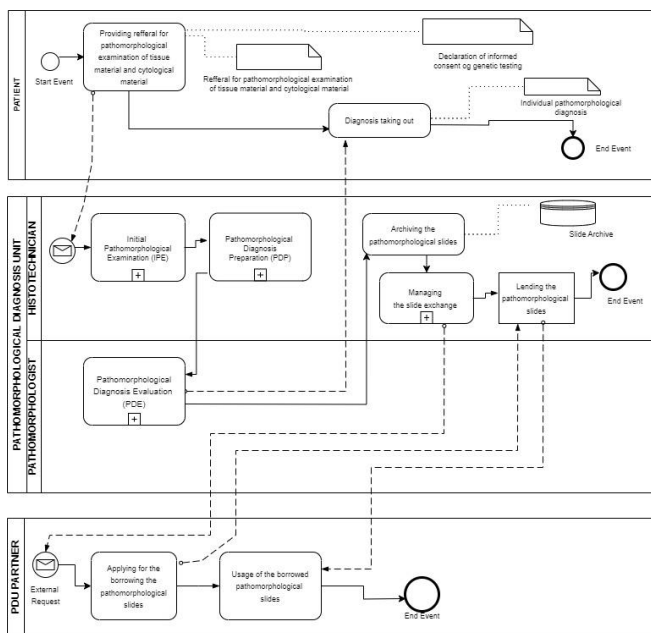 PATIENT
Start Event
Providing refferal for
pathomorphological
examination of tissue
material and cytological
material
Refferal for pathomorphological examination
of tissue material and cytological material
Declaration of informed
consent og genetic testing
Individual pathomorphological
diagnosis
Diagnosis taking out
End Event
PATHOMORPHOLOGICAL DIAGNOSIS UNIT
HISTOTECHNICIAN
Initial
Pathomorphological
Examination (IPE)
Pathomorphological
Diagnosis
Preparation (PDP)
Archiving the
pathomorphological slides
Slide Archive
Managing
the slide exchange
Lending the
pathomorphological
slides
End Event
PATHOMORPHOLOGIST
Pathomorphological
Diagnosis Evaluation
(PDE)
PDU PARTNER
External
Request
Applying for the
borrowing the
pathomorphological
slides
Usage of the borrowed
pathomorphological
slides
End Event